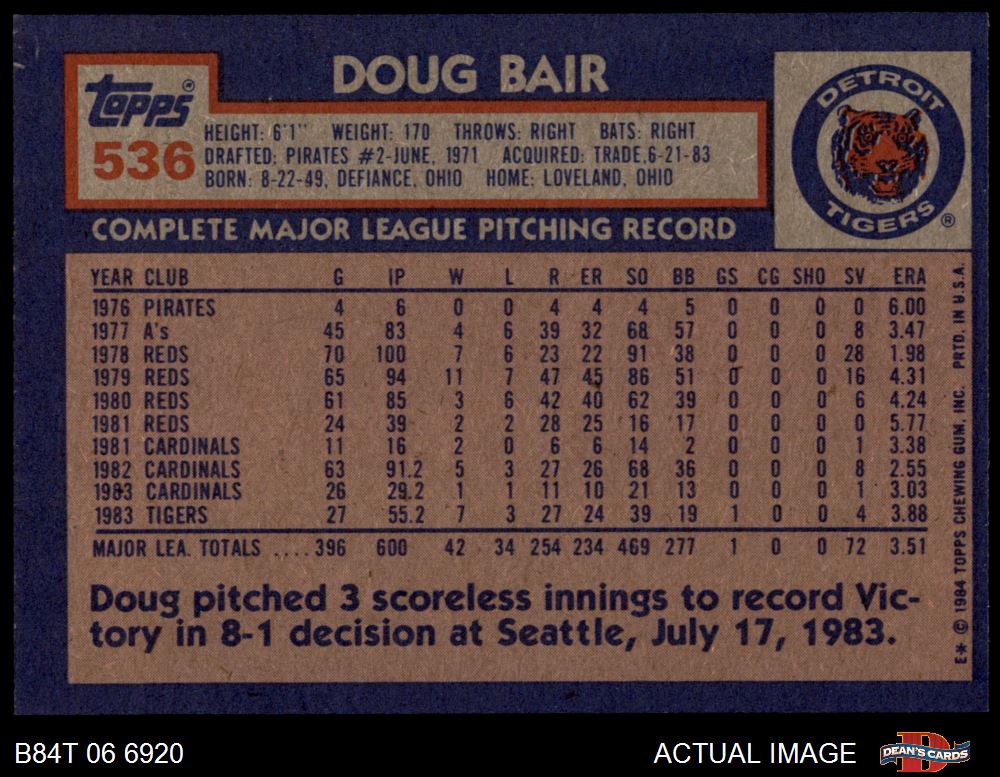 DOUG BAIR
Topps®
536
HEIGHT: 6'1" WEIGHT: 170 THROWS: RIGHT BATS: RIGHT
DRAFTED: PIRATES #2-JUNE, 1971 ACQUIRED: TRADE,6-21-83
BORN: 8-22-49, DEFIANCE, OHIO HOME: LOVELAND, OHIO
DETROIT
TIGERS®
COMPLETE MAJOR LEAGUE PITCHING RECORD
YEAR CLUB G IP W L R ER SO BB GS CG SHO SV ERA
1976 PIRATES 4 6 0 0 4 4 4 5 0 0 0 0 6.00
1977 A's 45 83 4 6 39 32 68 57 0 0 0 8 3.47
1978 REDS 70 100 7 6 23 22 91 38 0 0 0 28 1.98
1979 REDS 65 94 11 7 47 45 86 51 0 0 0 16 4.31
1980 REDS 61 85 3 6 42 40 62 39 0 0 0 6 4.24
1981 REDS 24 39 2 2 28 25 16 17 0 0 0 0 5.77
1981 CARDINALS 11 16 2 0 6 6 14 2 0 0 0 1 3.38
1982 CARDINALS 63 91.2 5 3 27 26 68 36 0 0 0 8 2.55
1983 CARDINALS 26 29.2 1 1 11 10 21 13 0 0 0 1 3.03
1983 TIGERS 27 55.2 7 3 27 24 39 19 1 0 0 4 3.88
MAJOR LEA. TOTALS ....396 600 42 34 254 234 469 277 1 0 0 72 3.51
Doug pitched 3 scoreless innings to record Vic-
tory in 8-1 decision at Seattle, July 17, 1983.
E* © 1984 TOPPS CHEWING GUM, INC. PRTD. IN U.S.A.
B84T 06 6920
ACTUAL IMAGE
D
DEAN'S CARDS